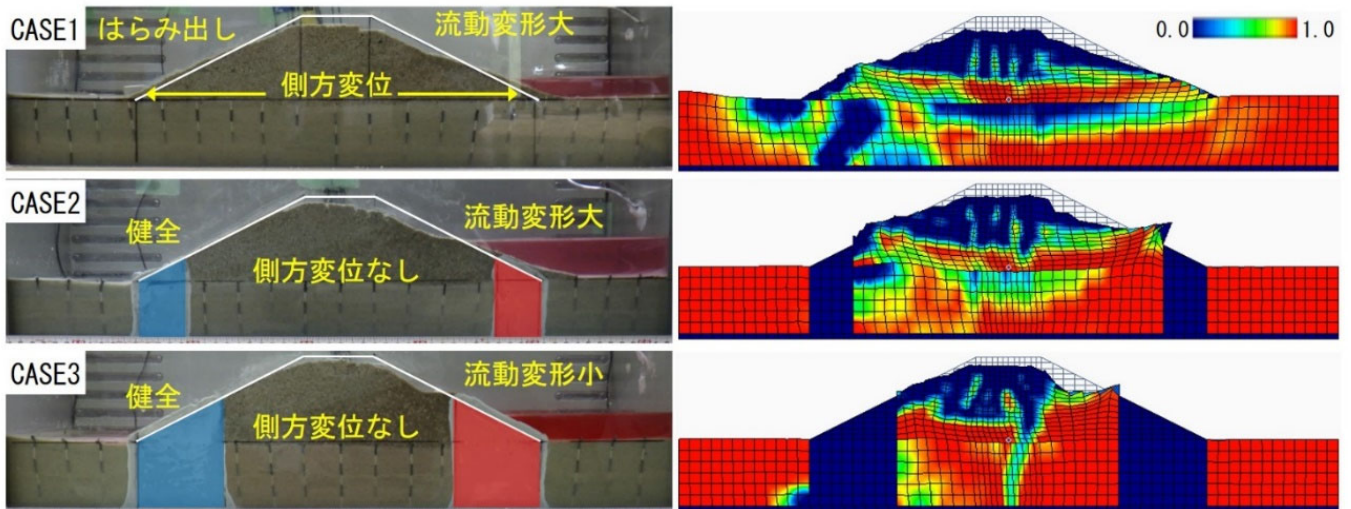 CASE1
はらみ出し
流動変形大
側方変位
0.0
1.0
CASE2
健全
流動変形大
側方変位なし
CASE3
健全
流動変形小
側方変位なし